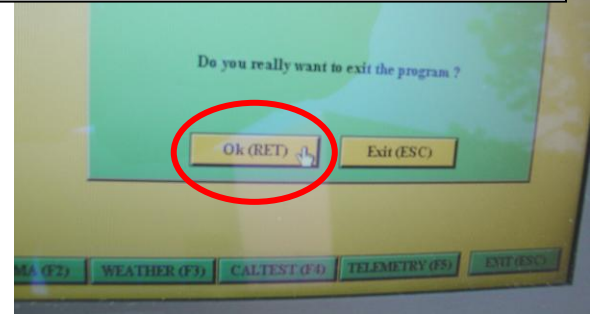 Do you really want to exit the program ?
Ok (RET) Exit (ESC)
MA (F2) WEATHER (F3) CALTEST (F4) TELEMETRY (F5) EXIT (ESC)